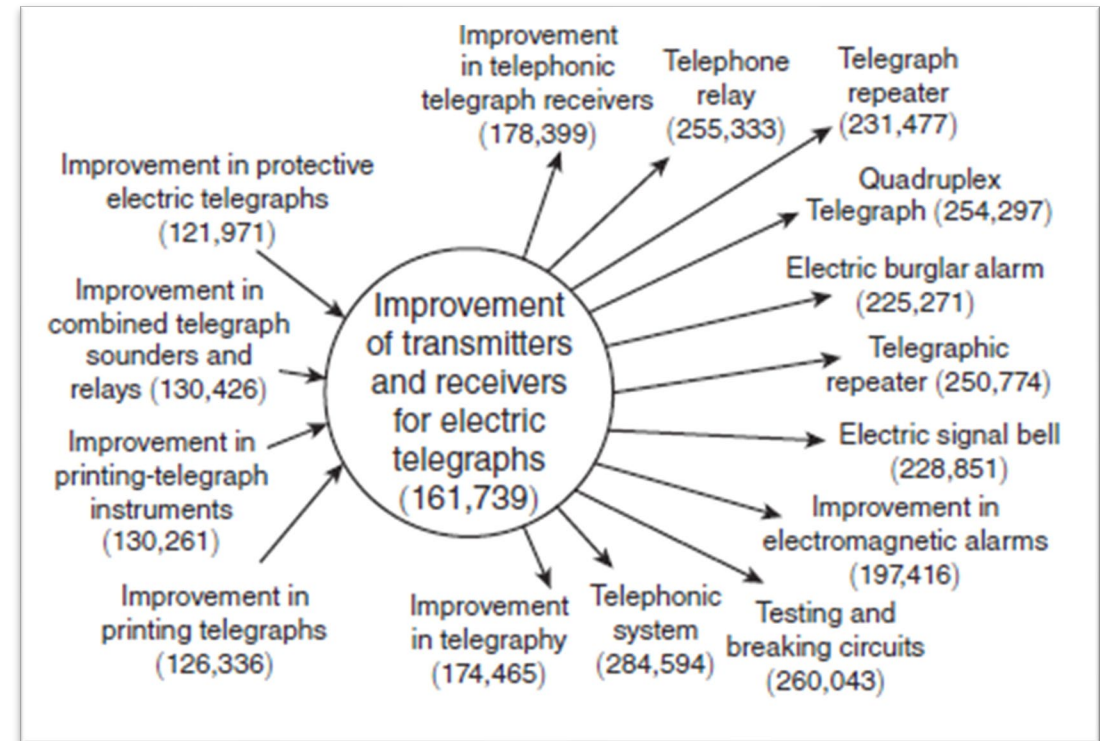 Improvement
in telephonic
telegraph receivers
(178,399)
Telephone
relay
(255,333)
Telegraph
repeater
(231,477)
Quadruplex
Telegraph (254,297)
Electric burglar alarm
(225,271)
Telegraphic
repeater (250,774)
Electric signal bell
(228,851)
Improvement in
electromagnetic alarms
(197,416)
Testing and
breaking circuits
(260,043)
Telephonic
system
(284,594)
Improvement
in telegraphy
(174,465)
Improvement in protective
electric telegraphs
(121,971)
Improvement in
combined telegraph
sounders and
relays (130,426)
Improvement in
printing-telegraph
instruments
(130,261)
Improvement in
printing telegraphs
(126,336)
Improvement
of transmitters
and receivers
for electric
telegraphs
(161,739)